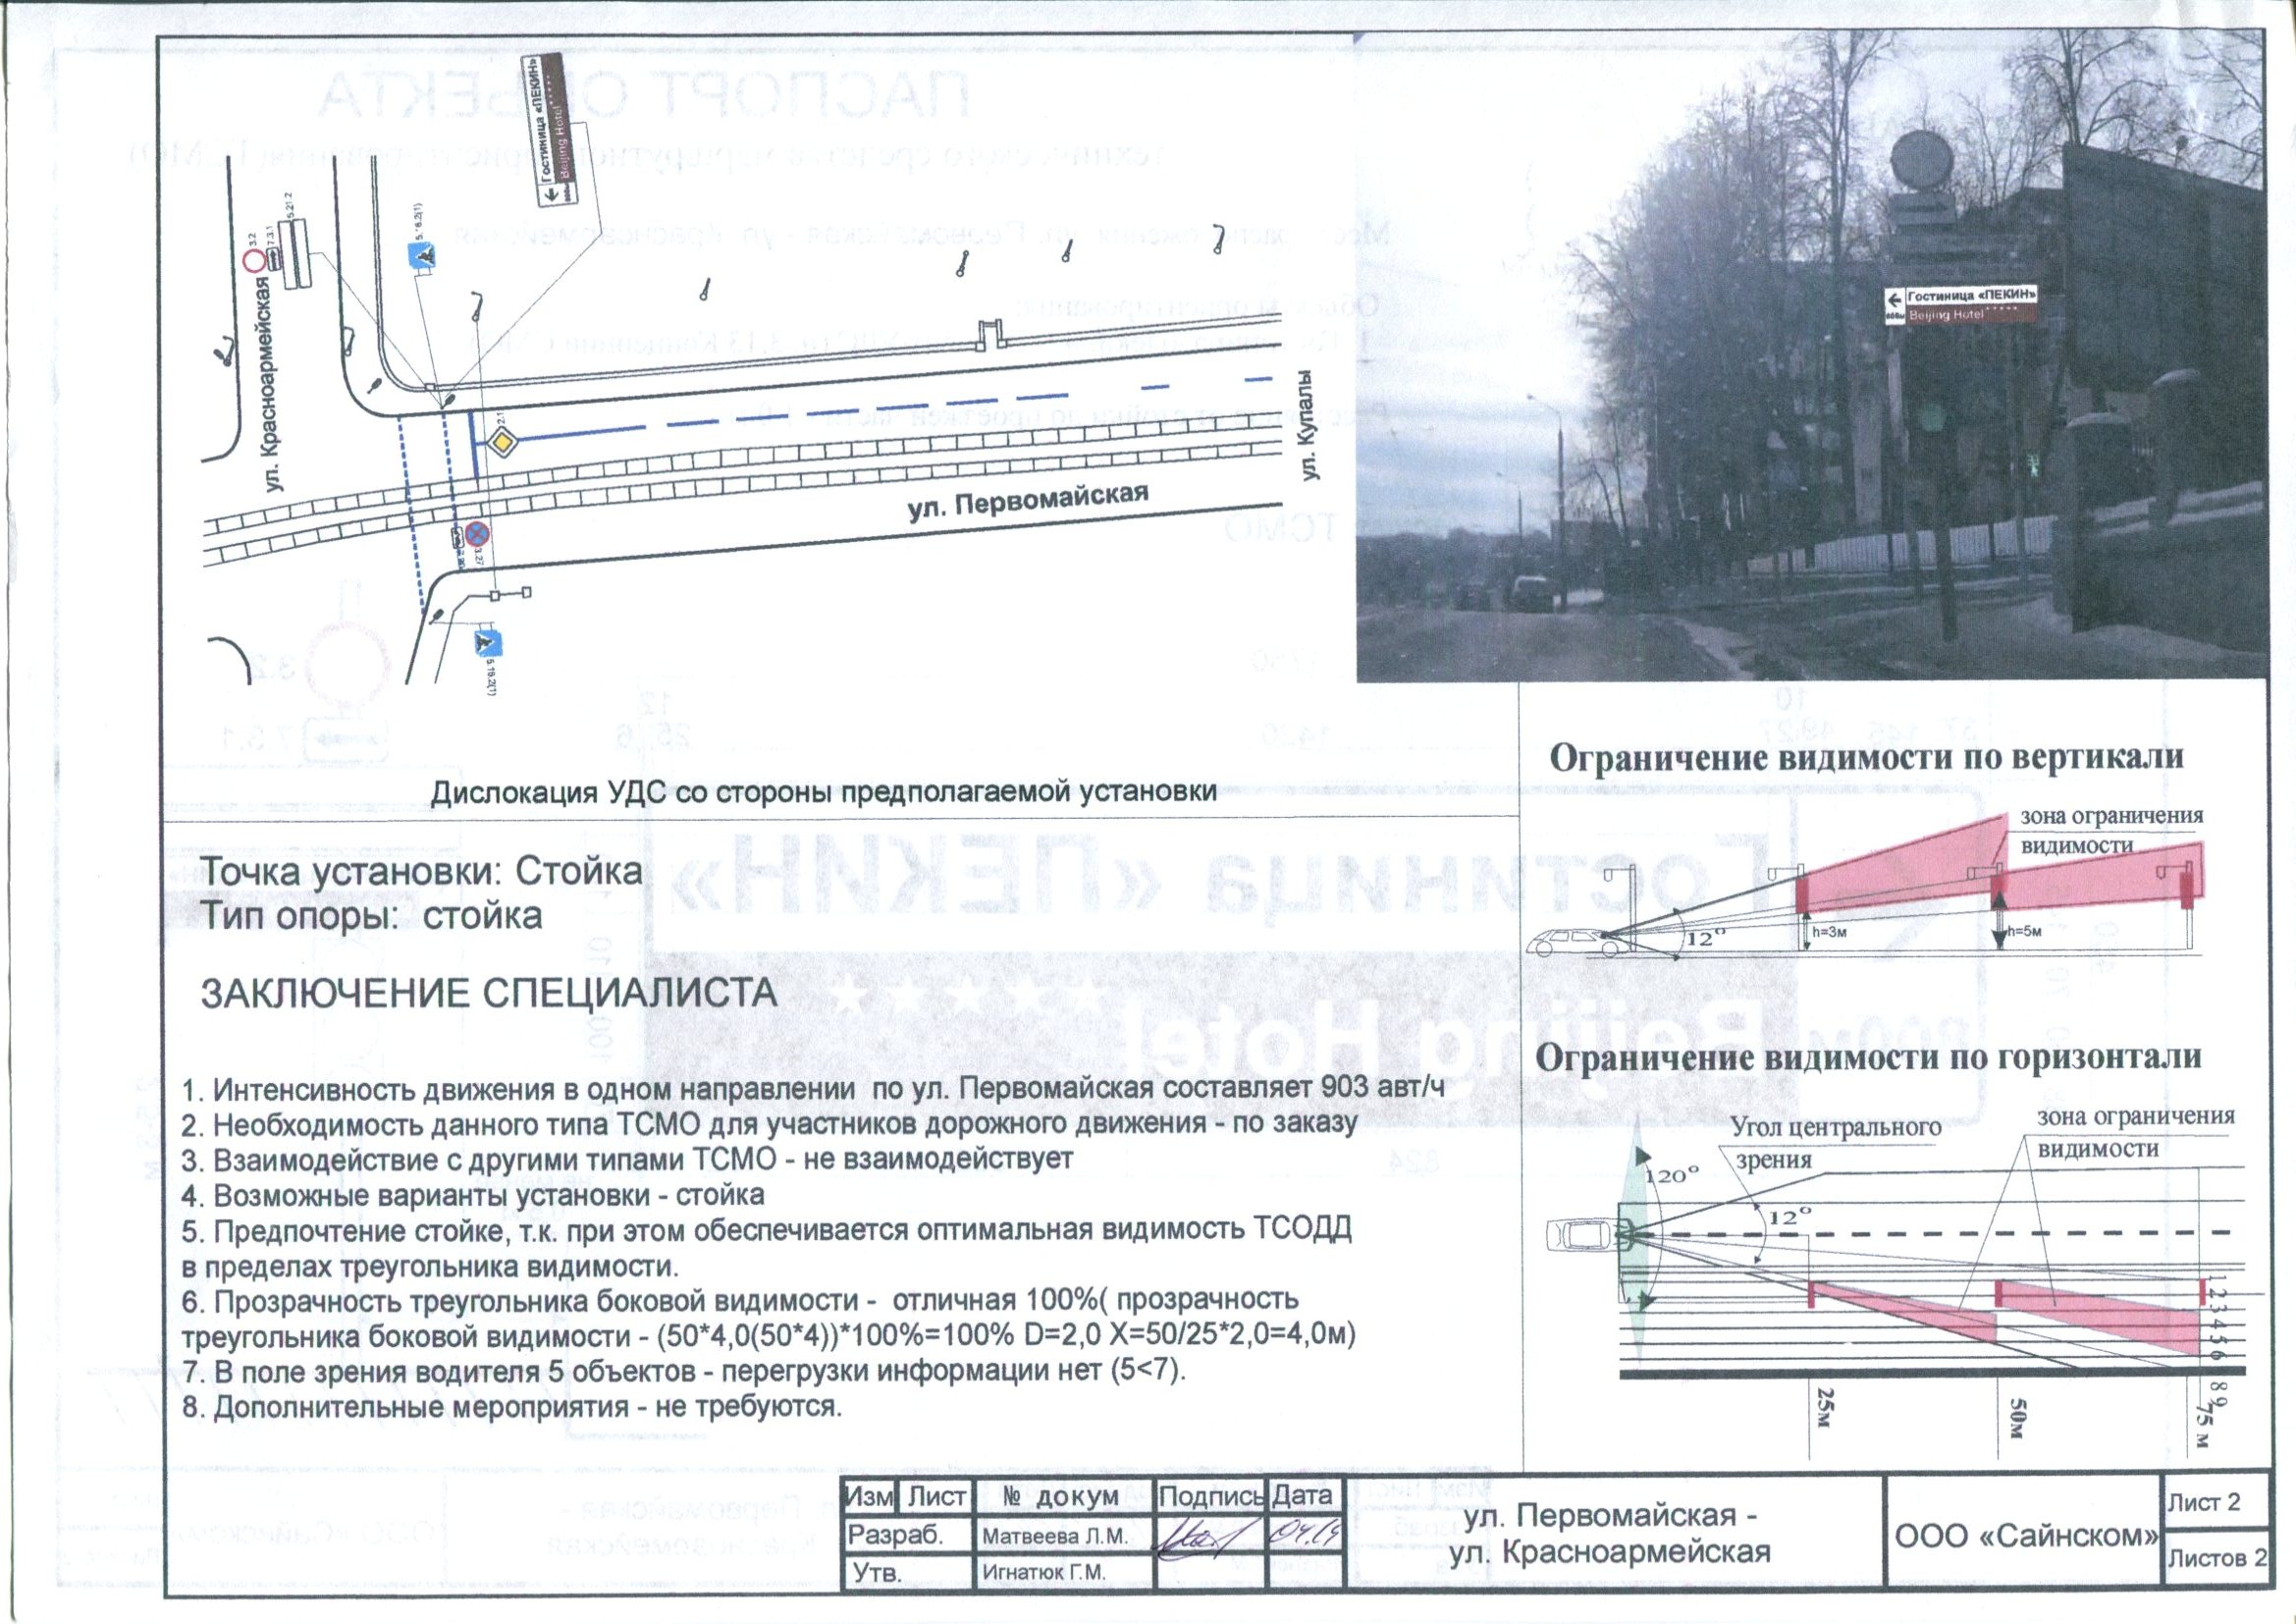 Гостиница «ПЕКИН»
Beijing Hotel
3.2
7.3.1
5.21.2
5.16.2(1)
ул. Красноармейская
2.1
ул. Купалы
ул. Первомайская
3.27
5.16.2(1)
Гостиница «ПЕКИН»
Beijing Hotel
Дислокация УДС со стороны предполагаемой установки
Точка установки: Стойка
Тип опоры: стойка
ЗАКЛЮЧЕНИЕ СПЕЦИАЛИСТА
1. Интенсивность движения в одном направлении по ул. Первомайская составляет 903 авт/ч
2. Необходимость данного типа ТСМО для участников дорожного движения - по заказу
3. Взаимодействие с другими типами ТСМО - не взаимодействует
4. Возможные варианты установки - стойка
5. Предпочтение стойке, т.к. при этом обеспечивается оптимальная видимость ТСОДД
в пределах треугольника видимости.
6. Прозрачность треугольника боковой видимости - отличная 100%( прозрачность
треугольника боковой видимости - (50*4,0(50*4))*100%=100% D=2,0 X=50/25*2,0=4,0м)
7. В поле зрения водителя 5 объектов - перегрузки информации нет (5<7).
8. Дополнительные мероприятия - не требуются.
Ограничение видимости по вертикали
зона ограничения
видимости
12°
h=3м
h=5м
Ограничение видимости по горизонтали
Угол центрального
зрения
зона ограничения
видимости
120°
12°
1 2 3 4 5 6
8 9
25м
50м
75 м
Изм Лист № докум Подпись Дата
Разраб. Матвеева Л.М.
Утв. Игнатюк Г.М.
ул. Первомайская -
ул. Красноармейская
ООО «Сайнском»
Лист 2
Листов 2